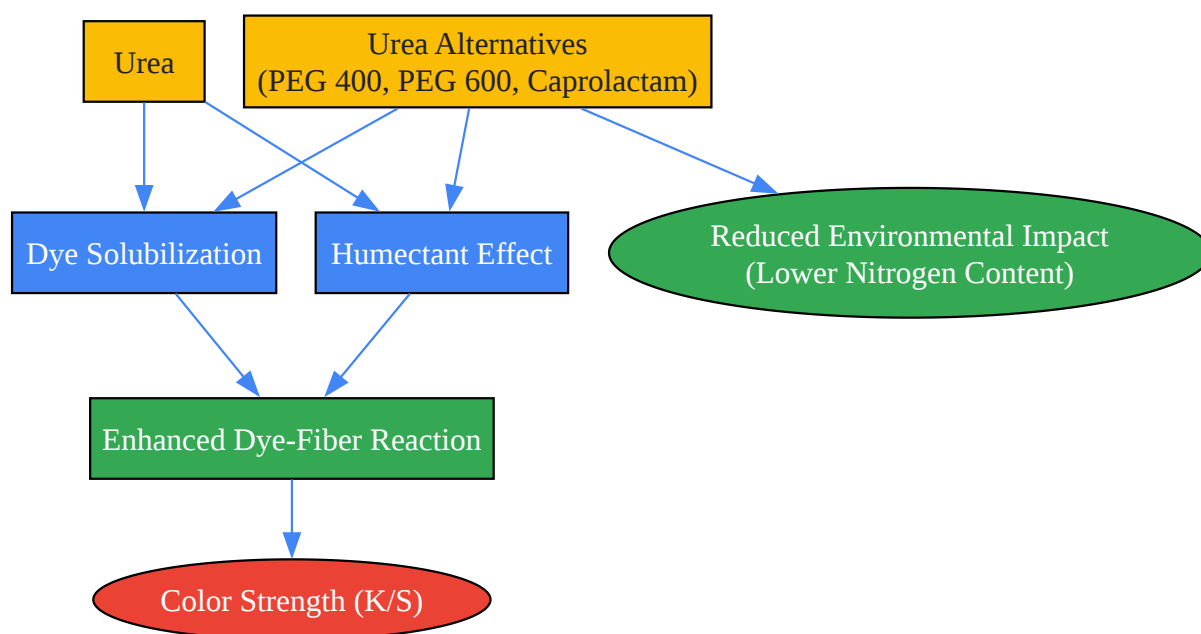 Urea
Urea Alternatives
(PEG 400, PEG 600, Caprolactam)
Dye Solubilization
Humectant Effect
Reduced Environmental Impact
(Lower Nitrogen Content)
Enhanced Dye-Fiber Reaction
Color Strength (K/S)